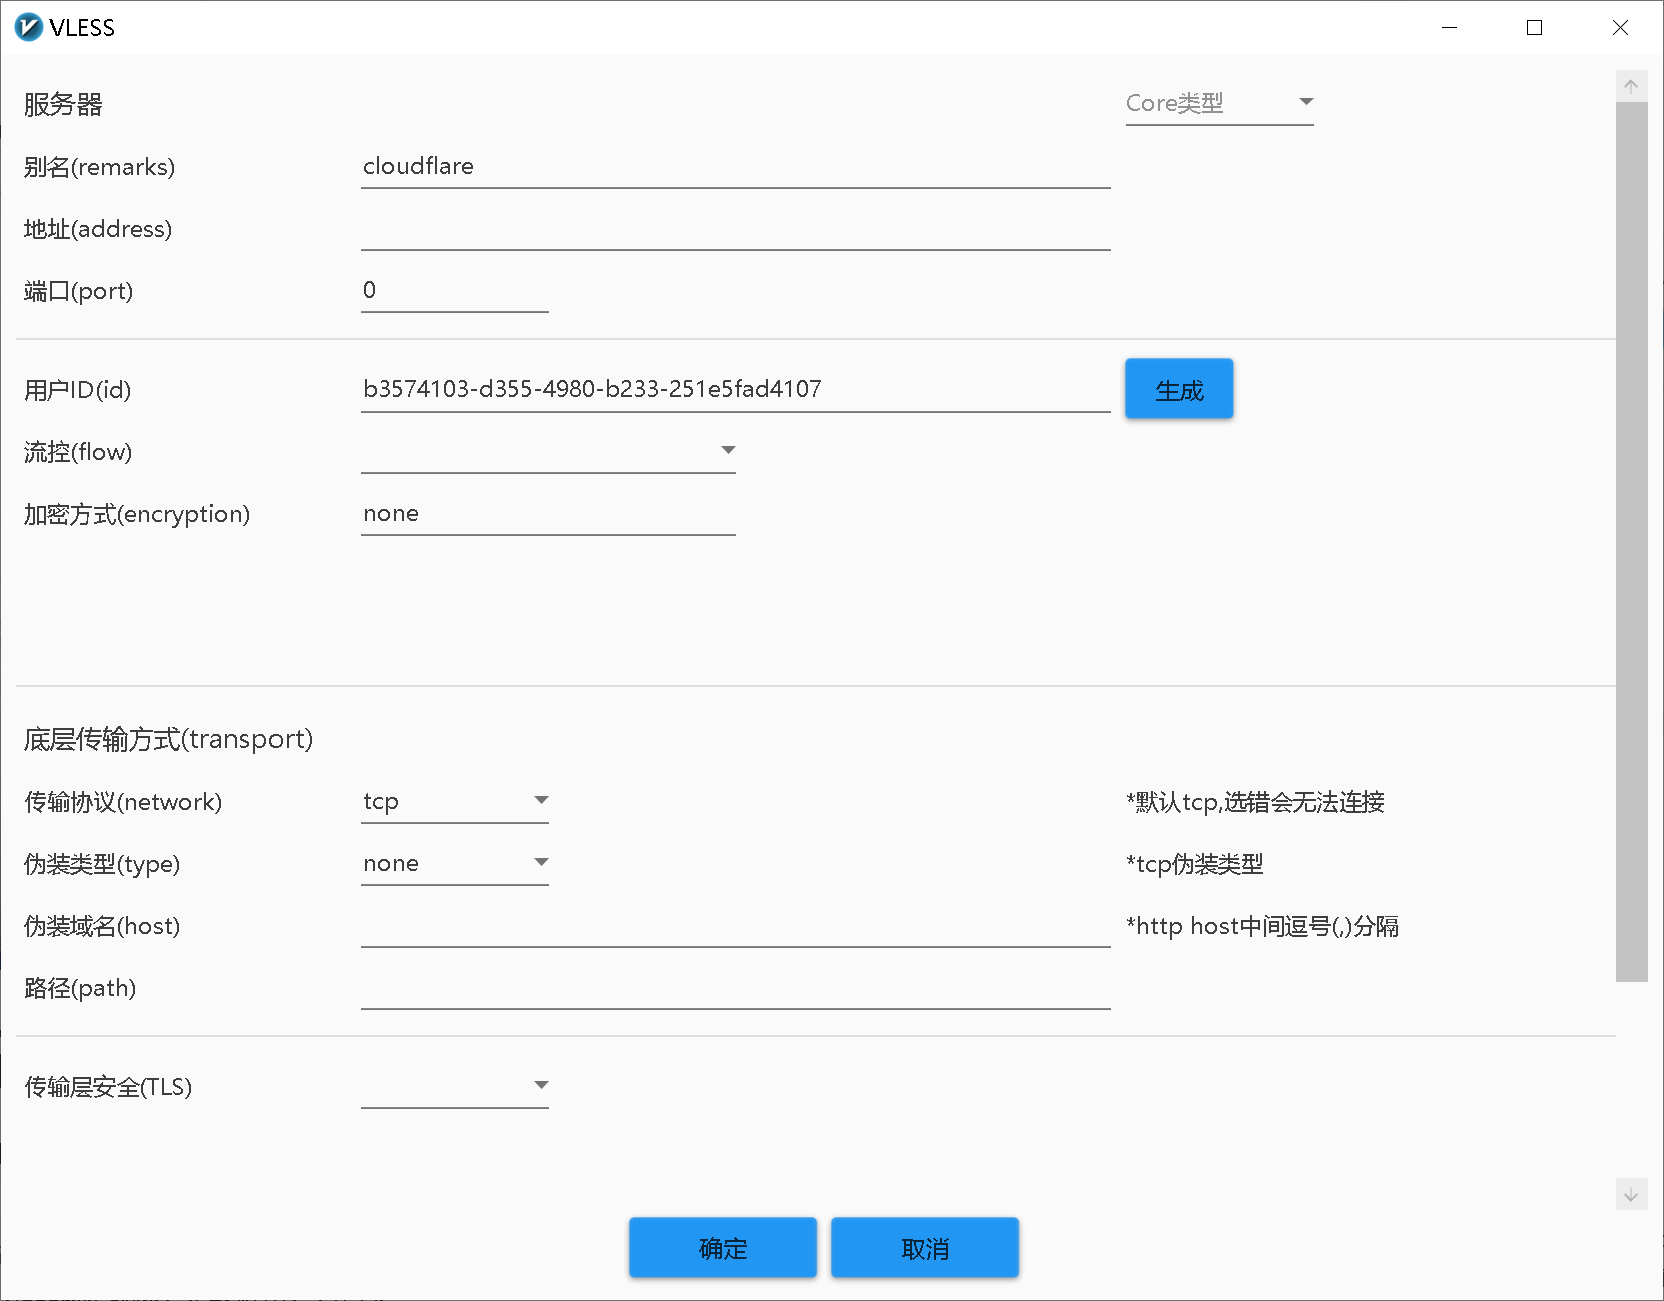 VLESS
服务器
Core类型
别名(remarks)
cloudflare
地址(address)
端口(port)
0
用户ID(id)
b3574103-d355-4980-b233-251e5fad4107
生成
流控(flow)
加密方式(encryption)
none
底层传输方式(transport)
传输协议(network)
tcp
*默认tcp,选错会无法连接
伪装类型(type)
none
*tcp伪装类型
伪装域名(host)
*http host中间逗号(,)分隔
路径(path)
传输层安全(TLS)
确定
取消